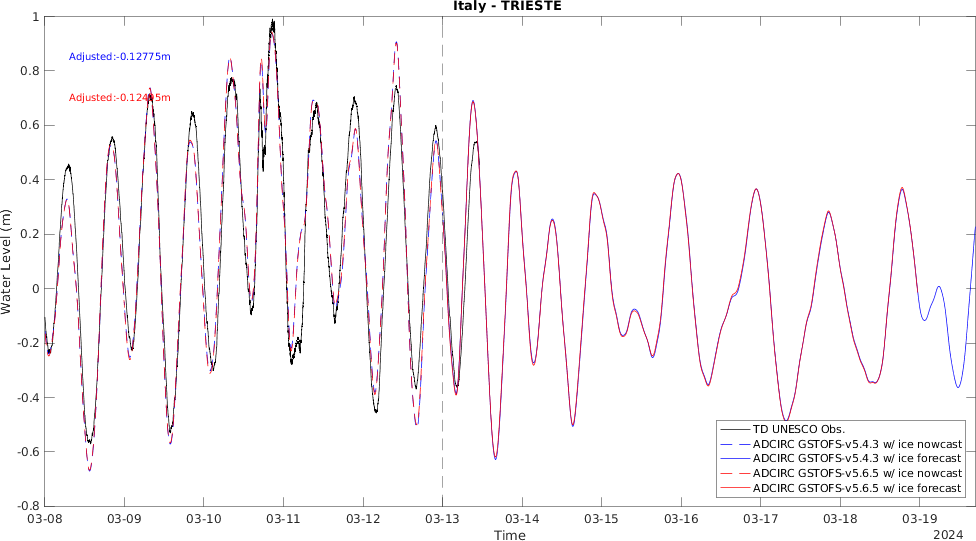 Italy - TRIESTE
Water Level (m)
1
0.8
0.6
0.4
0.2
0
-0.2
-0.4
-0.6
-0.8
Adjusted:-0.12775m
TD UNESCO Obs.
ADCIRC GSTOFS-v5.4.3 w/ ice nowcast
ADCIRC GSTOFS-v5.4.3 w/ ice forecast
ADCIRC GSTOFS-v5.6.5 w/ ice nowcast
ADCIRC GSTOFS-v5.6.5 w/ ice forecast
03-08 03-09 03-10 03-11 03-12 03-13 03-14 03-15 03-16 03-17 03-18 03-19
Time
2024